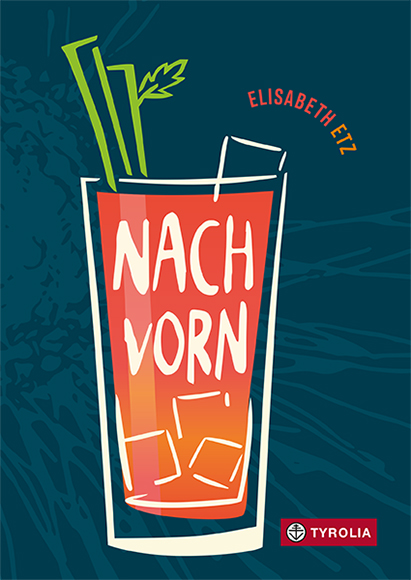 ELISABETH ETZ
NACH
VORN
TYROLIA